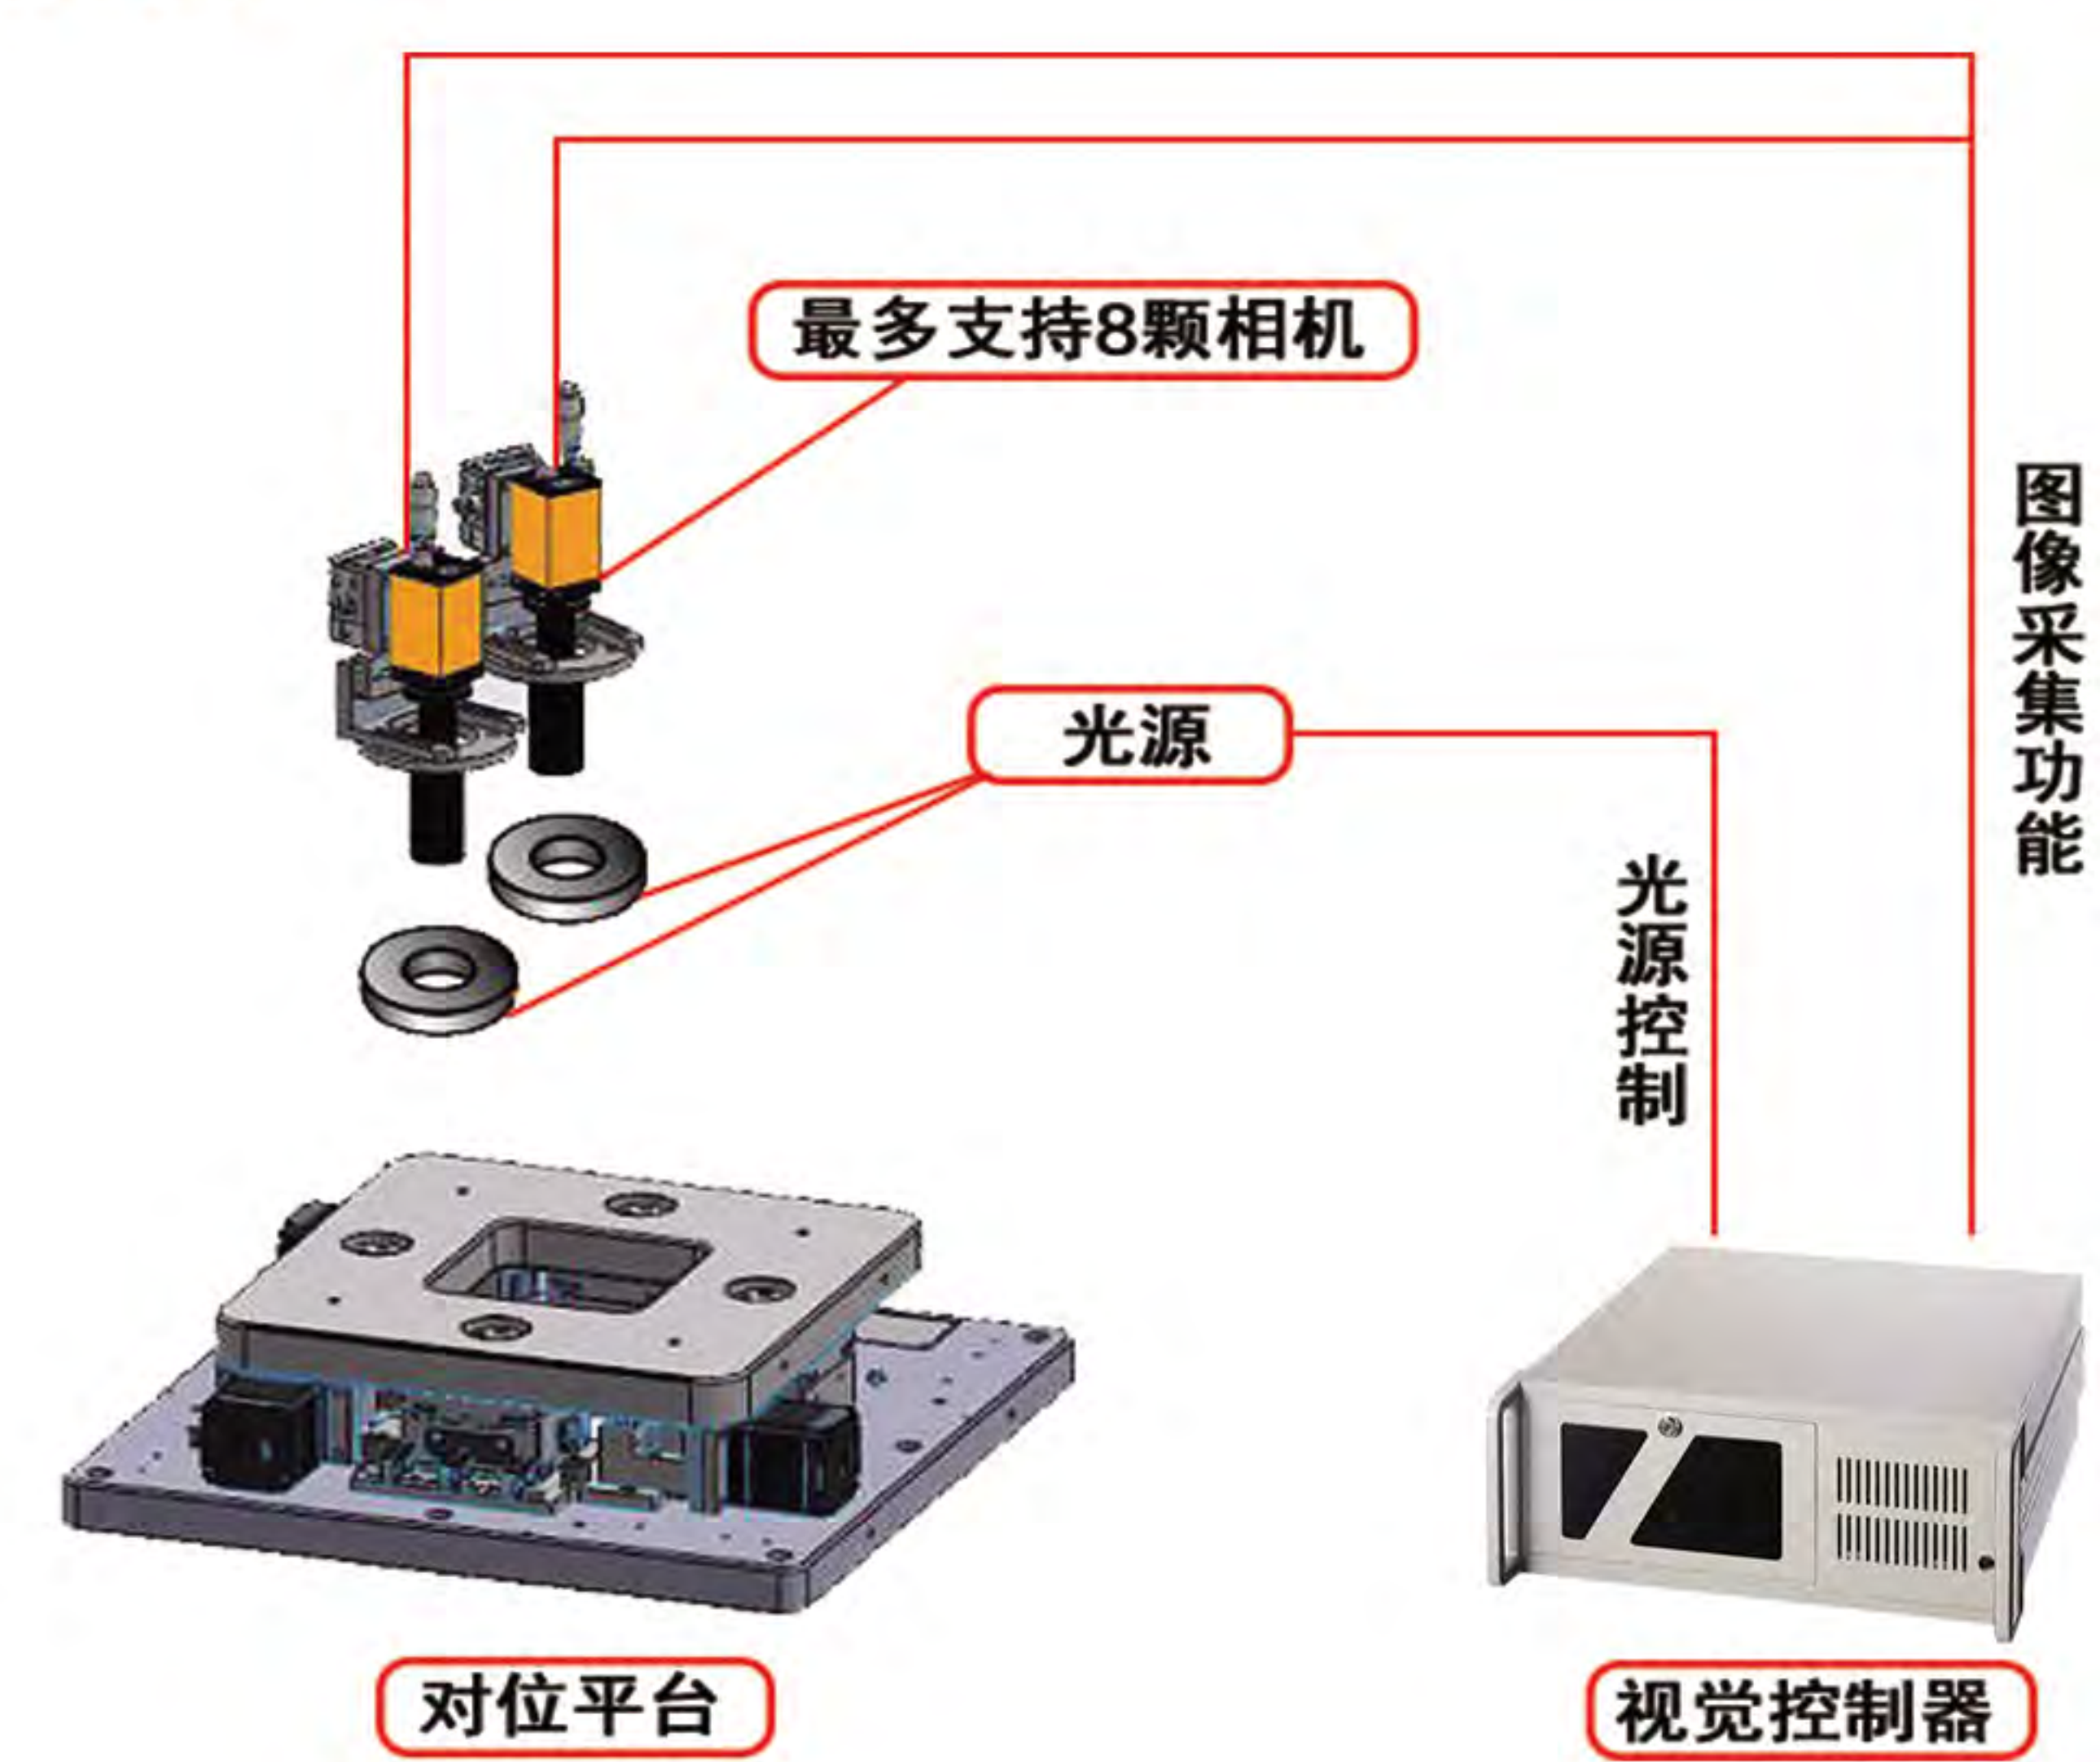 最多支持8颗相机
图像采集功能
光源
光源控制
对位平台
视觉控制器